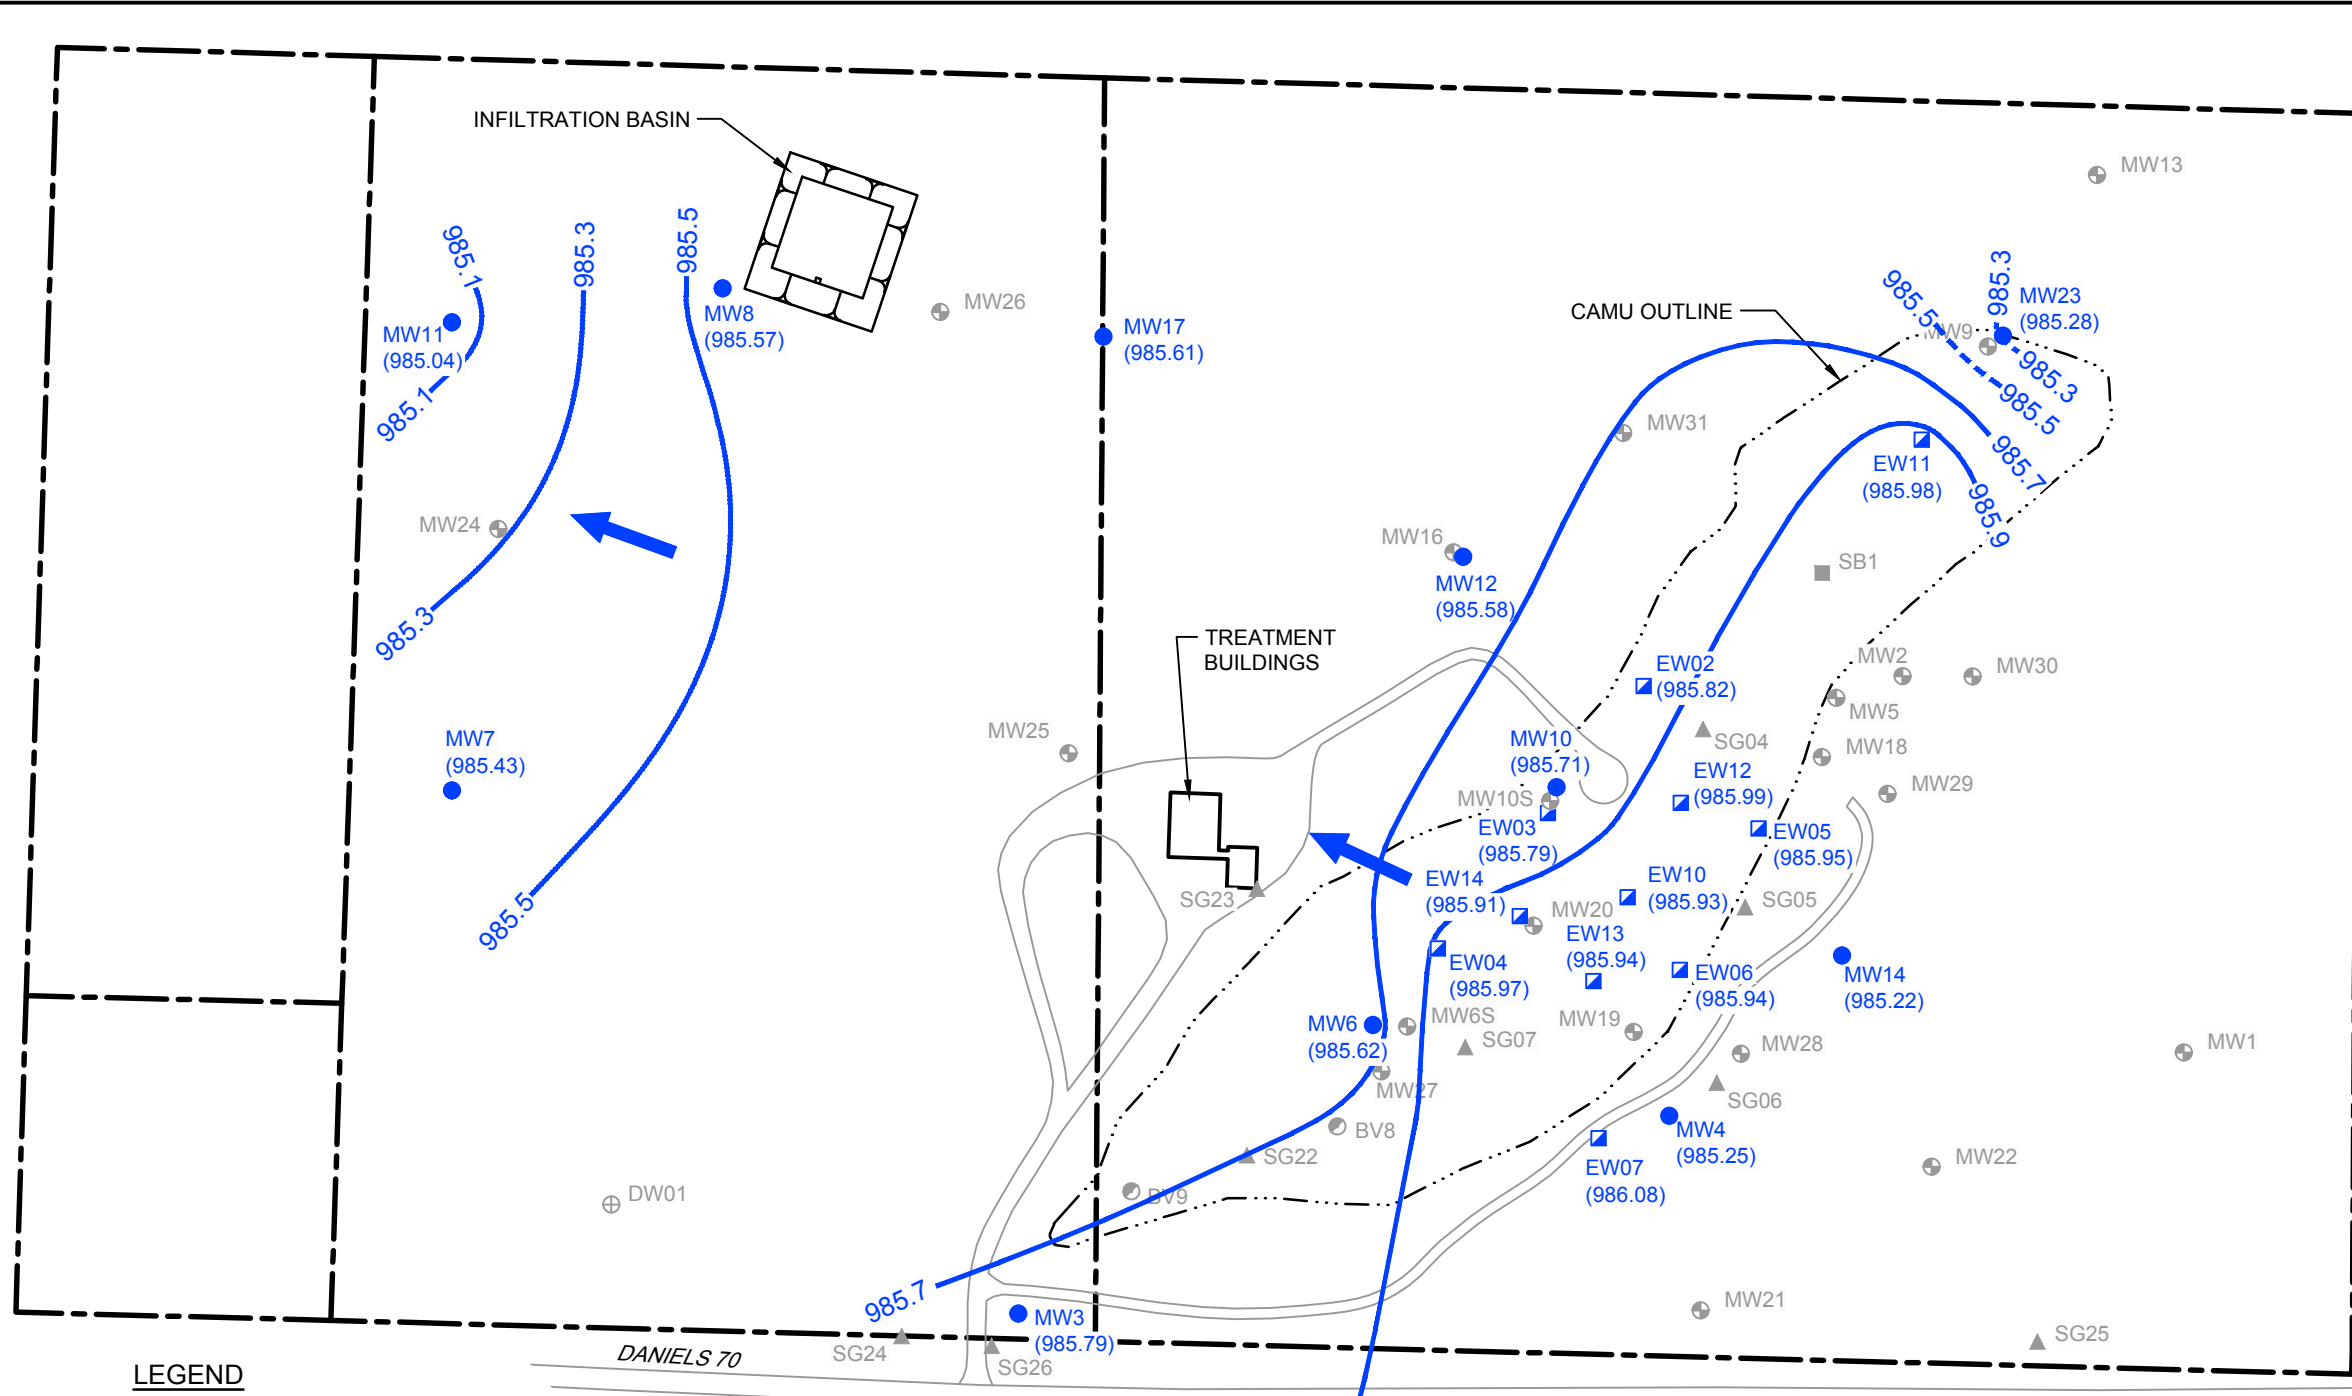 INFILTRATION BASIN
MW13
985.1
985.3
985.5
MW26
MW8
(985.57)
MW11
(985.04)
985.1
MW17
(985.61)
CAMU OUTLINE
985.5
985.3
MW23
(985.28)
MW9
985.3
985.5
985.7
985.9
MW31
EW11
(985.98)
MW24
MW16
MW12
(985.58)
SB1
985.3
TREATMENT
BUILDINGS
EW02
(985.82)
MW2
MW30
MW5
MW25
MW7
(985.43)
MW10
(985.71)
SG04
MW18
EW12
(985.99)
MW29
MW10S
EW03
(985.79)
EW05
(985.95)
985.5
SG23
EW14
(985.91)
EW10
(985.93)
SG05
MW20
EW13
(985.94)
EW04
(985.97)
EW06
(985.94)
MW14
(985.22)
MW6
(985.62)
MW6S
SG07
MW19
MW28
MW1
MW27
SG06
BV8
MW4
(985.25)
SG22
EW07
(986.08)
MW22
DW01
BV9
985.7
MW3
(985.79)
MW21
SG24
SG26
SG25
DANIELS 70
LEGEND